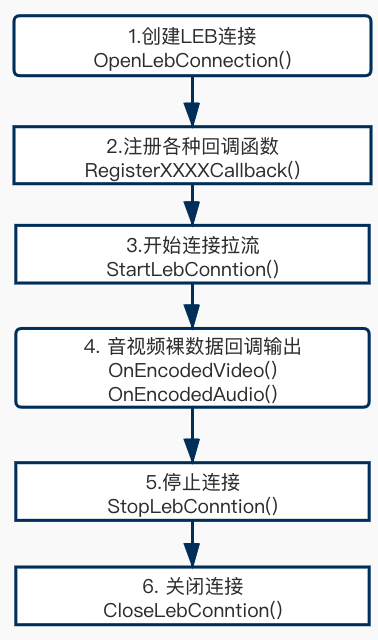 1.创建LEB连接
OpenLebConnection()
2.注册各种回调函数
RegisterXXXXCallback()
3.开始连接拉流
StartLebConntion()
4. 音视频裸数据回调输出
OnEncodedVideo()
OnEncodedAudio()
5.停止连接
StopLebConntion()
6. 关闭连接
CloseLebConntion()